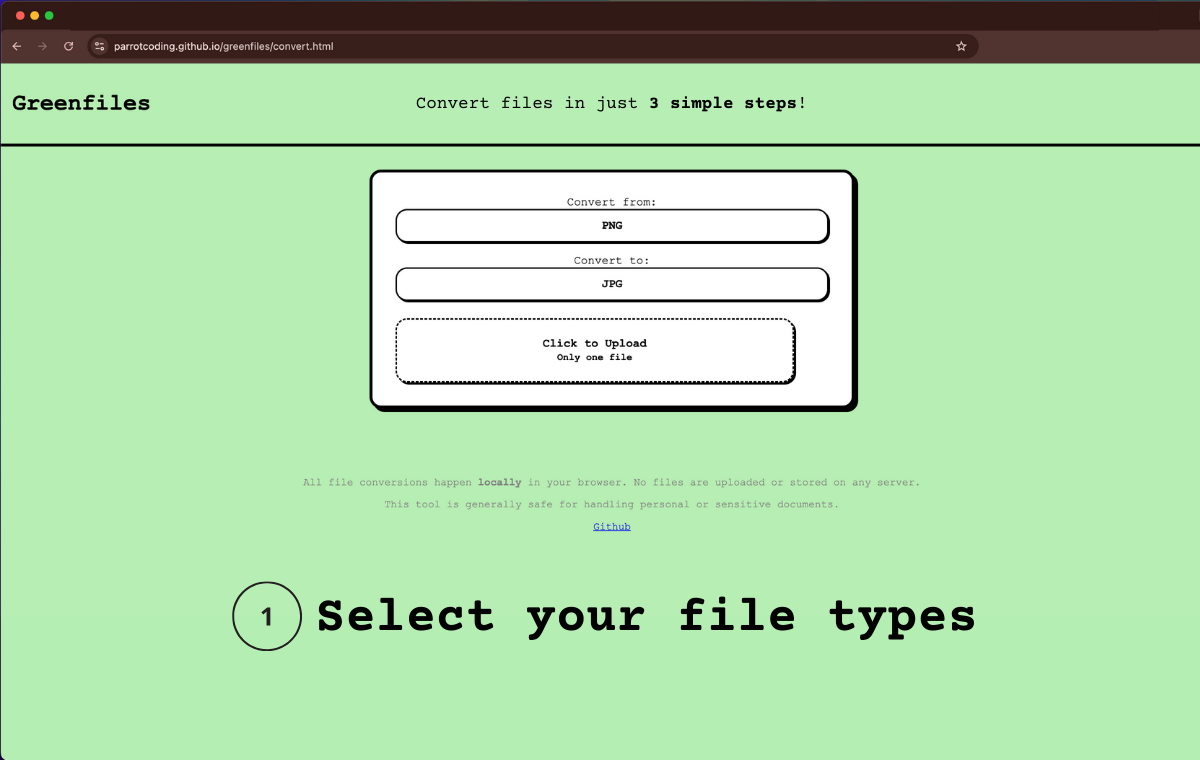 parrotcoding.github.io/greenfiles/convert.html
Greenfiles
Convert files in just 3 simple steps!
Convert from:
PNG
Convert to:
JPG
Click to Upload
Only one file
All file conversions happen locally in your browser. No files are uploaded or stored on any server.
This tool is generally safe for handling personal or sensitive documents.
Github
1 Select your file types